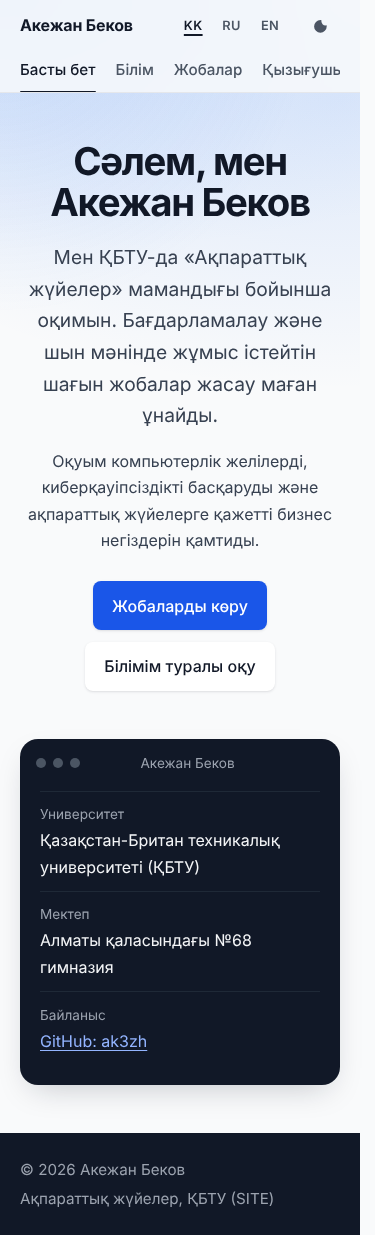 Акежан Беков KK RU EN
Басты бет Білім Жобалар Қызығушы
Сәлем, мен
Акежан Беков
Мен ҚБТУ-да «Ақпараттық
жүйелер» мамандығы бойынша
оқимын. Бағдарламалау және
шын мәнінде жұмыс істейтін
шағын жобалар жасау маған
ұнайды.
Оқуым компьютерлік желілерді,
киберқауіпсіздікті басқаруды және
ақпараттық жүйелерге қажетті бизнес
негіздерін қамтиды.
Жобаларды көру
Білімім туралы оқу
Акежан Беков
Университет
Қазақстан-Британ техникалық
университеті (ҚБТУ)
Мектеп
Алматы қаласындағы №68
гимназия
Байланыс
GitHub: ak3zh
© 2026 Акежан Беков
Ақпараттық жүйелер, ҚБТУ (SITE)